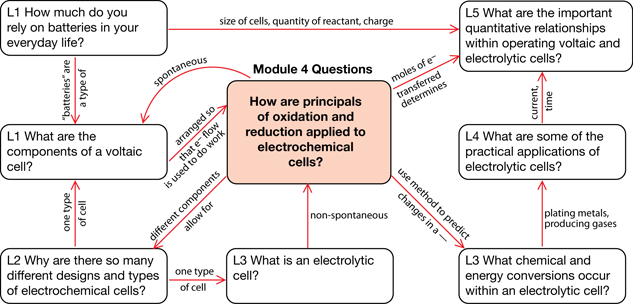 L1 How much do you
rely on batteries in your
everyday life?
size of cells, quantity of reactant, charge
L5 What are the important
quantitative relationships
within operating voltaic and
electrolytic cells?
"batteries" are
a type of
spontaneous
Module 4 Questions
How are principals
of oxidation and
reduction applied to
electrochemical
cells?
moles of e–
transferred
determines
current,
time
L1 What are the
components of a voltaic
cell?
arranged so
that e– flow
is used to do work
L4 What are some of the
practical applications of
electrolytic cells?
one type
of cell
different components
allow for
non-spontaneous
use method to predict
changes in a —
plating metals,
producing gases
L2 Why are there so many
different designs and types
of electrochemical cells?
one type
of cell
L3 What is an electrolytic
cell?
L3 What chemical and
energy conversions occur
within an electrolytic cell?